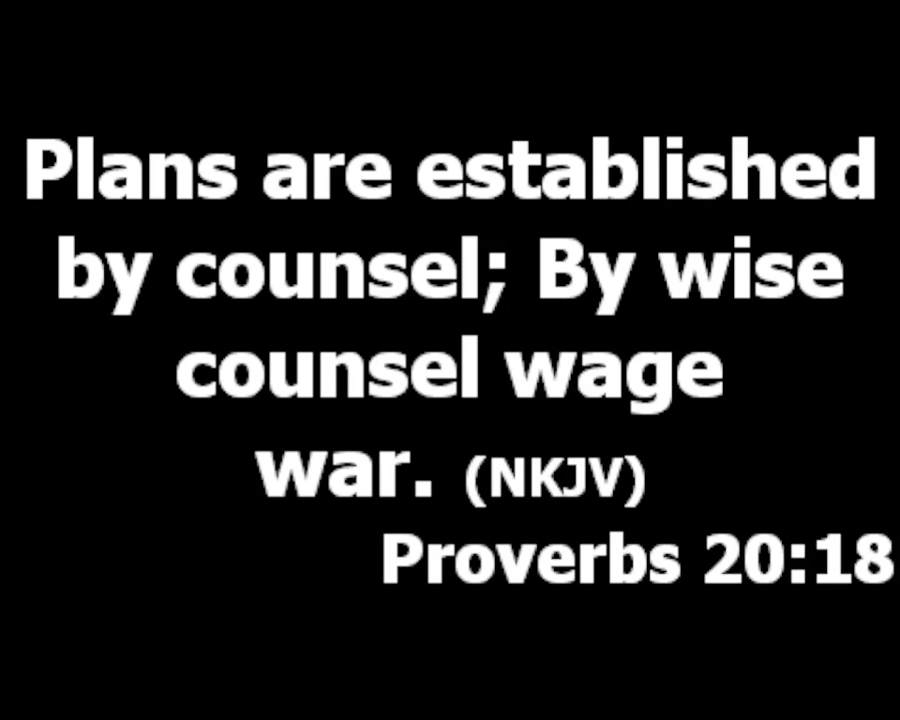 Plans are established
by counsel; By wise
counsel wage
war. (NKJV)
Proverbs 20:18